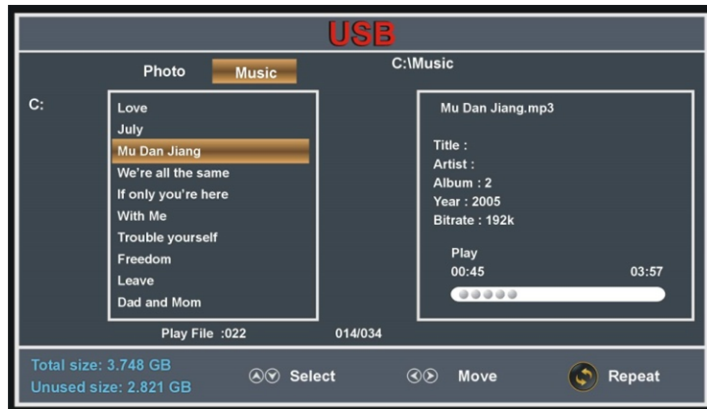 USB
Photo Music C:\Music
C:
Love
July
Mu Dan Jiang
We're all the same
If only you're here
With Me
Trouble yourself
Freedom
Leave
Dad and Mom
Mu Dan Jiang.mp3
Title :
Artist :
Album : 2
Year : 2005
Bitrate : 192k
Play
00:45 03:57
Play File :022 014/034
Total size: 3.748 GB
Unused size: 2.821 GB
Select Move Repeat